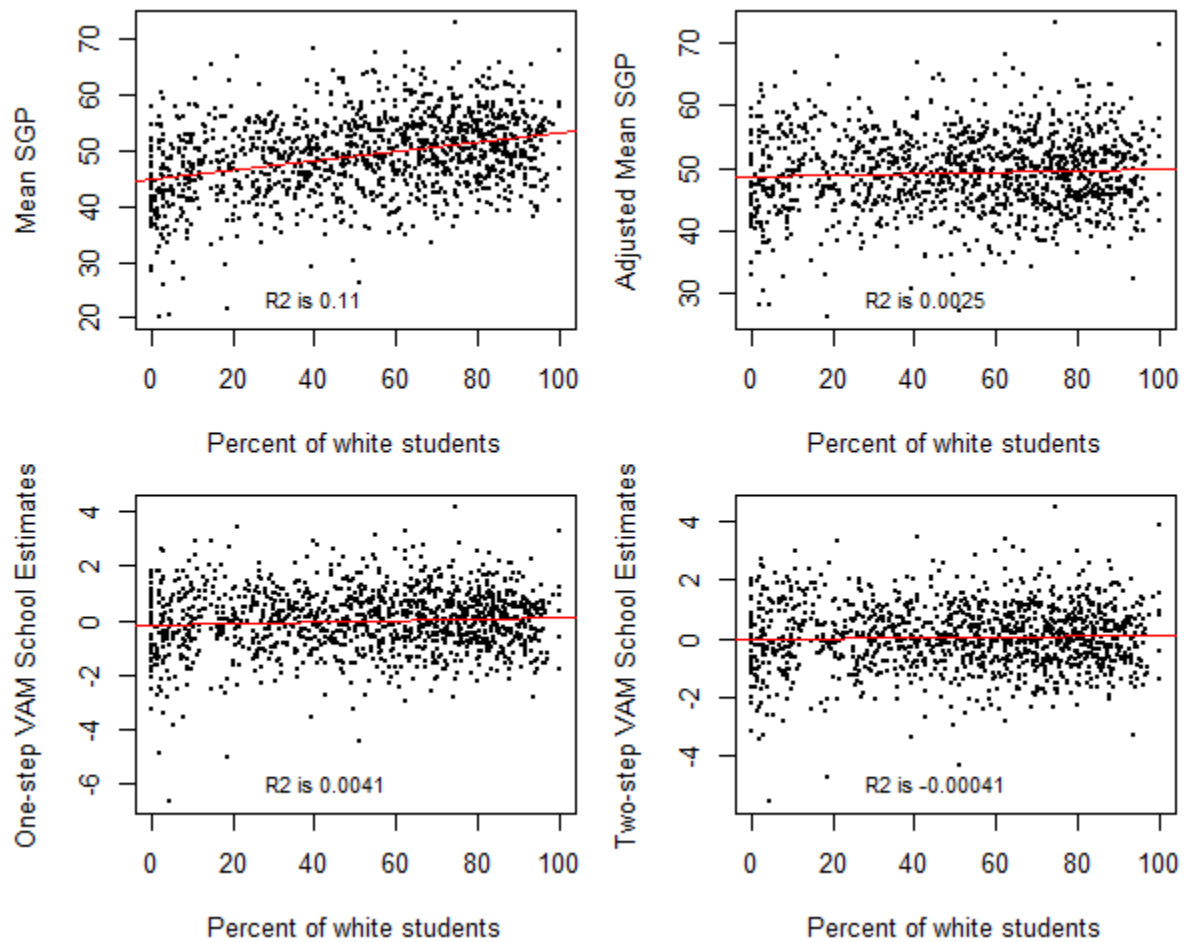 Mean SGP
70
60
50
40
30
20
R2 is 0.11
0 20 40 60 80 100
Percent of white students
Adjusted Mean SGP
70
60
50
40
30
R2 is 0.0025
0 20 40 60 80 100
Percent of white students
One-step VAM School Estimates
4
2
0
-2
-4
-6
R2 is 0.0041
0 20 40 60 80 100
Percent of white students
Two-step VAM School Estimates
4
2
0
-2
-4
R2 is -0.00041
0 20 40 60 80 100
Percent of white students